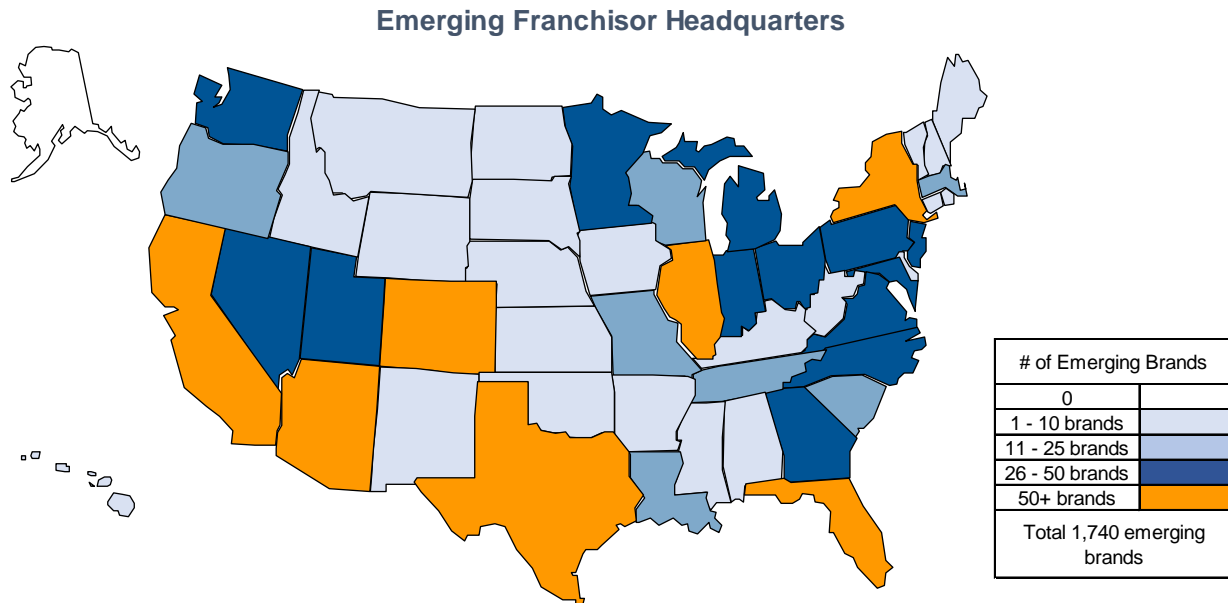 Emerging Franchisor Headquarters
# of Emerging Brands
0
1 - 10 brands
11 - 25 brands
26 - 50 brands
50+ brands
Total 1,740 emerging
brands